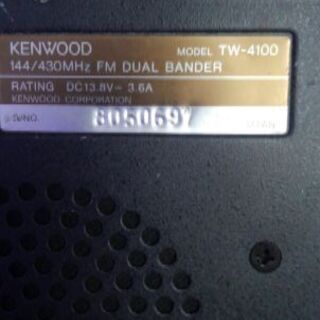 KENWOOD MODEL TW-4100
144/430MHz FM DUAL BANDER
RATING DC13.8V⎓ 3.6A
KENWOOD CORPORATION
8050697